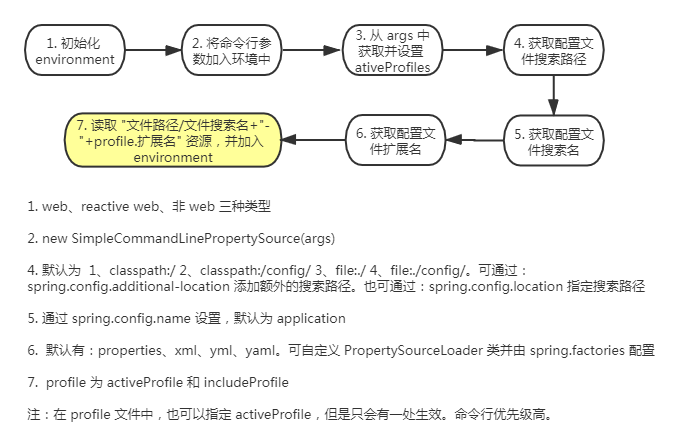 1. 初始化
environment
2. 将命令行参
数加入环境中
3. 从 args 中
获取并设置
ativeProfiles
4. 获取配置文
件搜索路径
5. 获取配置文
件搜索名
6. 获取配置文
件扩展名
7. 读取 "文件路径/文件搜索名+"-
"+profile.扩展名" 资源，并加入
environment
1. web、reactive web、非 web 三种类型
2. new SimpleCommandLinePropertySource(args)
4. 默认为 1、classpath:/ 2、classpath:/config/ 3、file:./ 4、file:./config/。可通过：
spring.config.additional-location 添加额外的搜索路径。也可通过：spring.config.location 指定搜索路径
5. 通过 spring.config.name 设置，默认为 application
6. 默认有：properties、xml、yml、yaml。可自定义 PropertySourceLoader 类并由 spring.factories 配置
7. profile 为 activeProfile 和 includeProfile
注：在 profile 文件中，也可以指定 activeProfile，但是只会有一处生效。命令行优先级高。